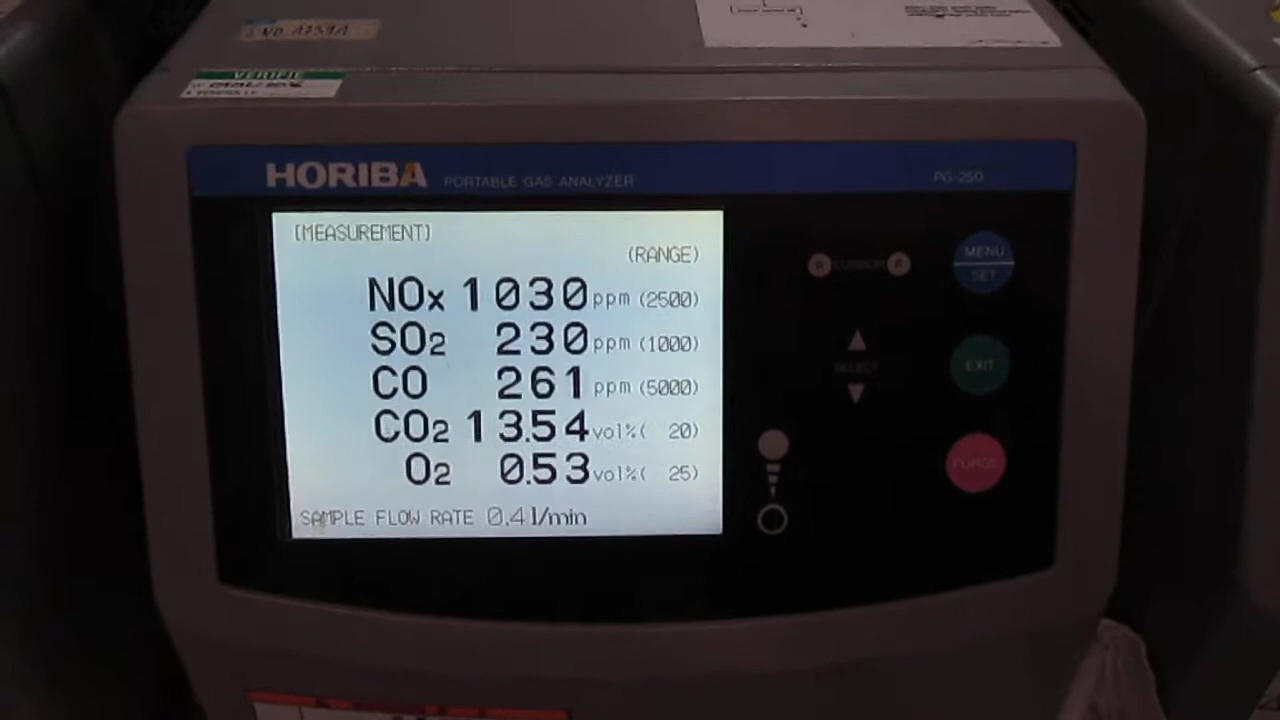 VERIFIE
HORIBA PORTABLE GAS ANALYZER PG-250
[MEASUREMENT]
(RANGE)
NOx 1030 ppm (2500)
SO2 230 ppm (1000)
CO 261 ppm (5000)
CO2 13.54 vol%( 20)
O2 0.53 vol%( 25)
SAMPLE FLOW RATE 0.4 l/min
MENU
SET
SELECT
EXIT
PURGE